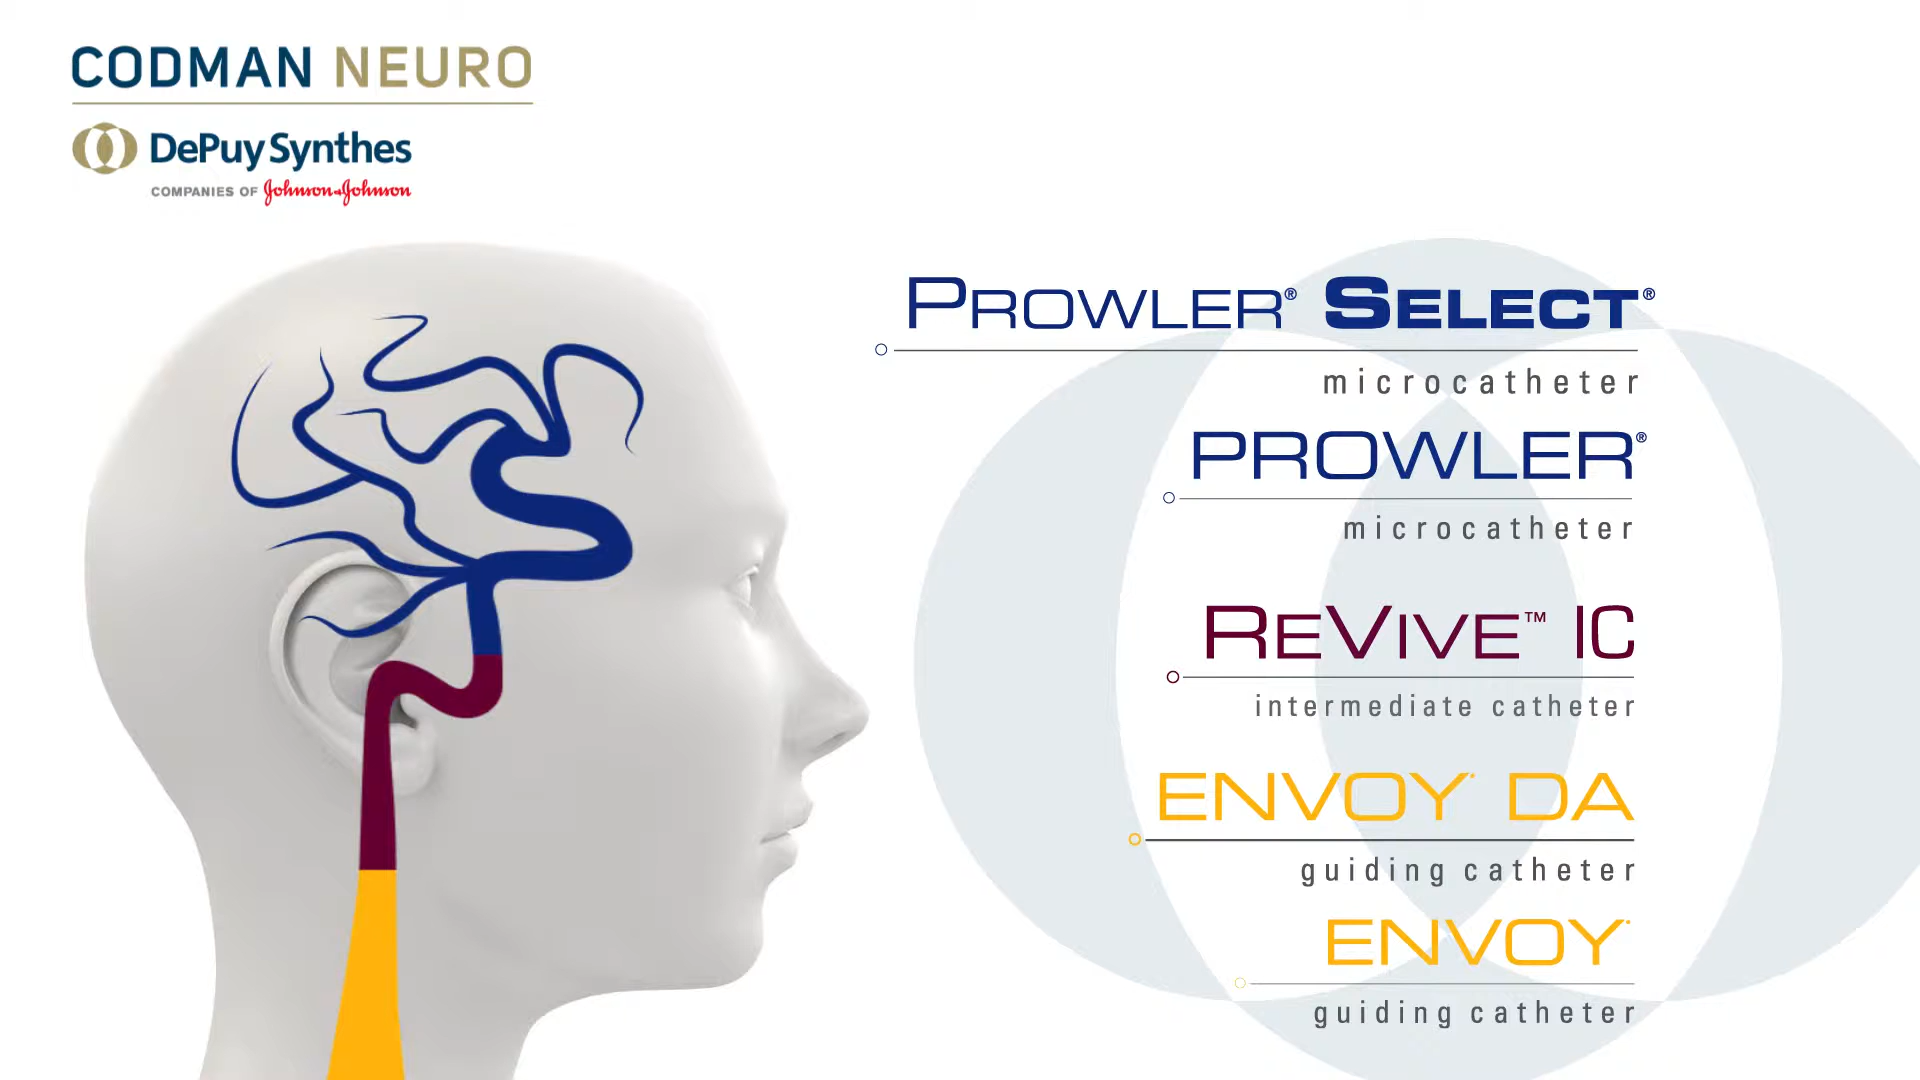 CODMAN NEURO
DePuy Synthes
COMPANIES OF Johnson & Johnson
PROWLER® SELECT®
microcatheter
PROWLER®
microcatheter
REVIVE™ IC
intermediate catheter
ENVOY DA
guiding catheter
ENVOY
guiding catheter